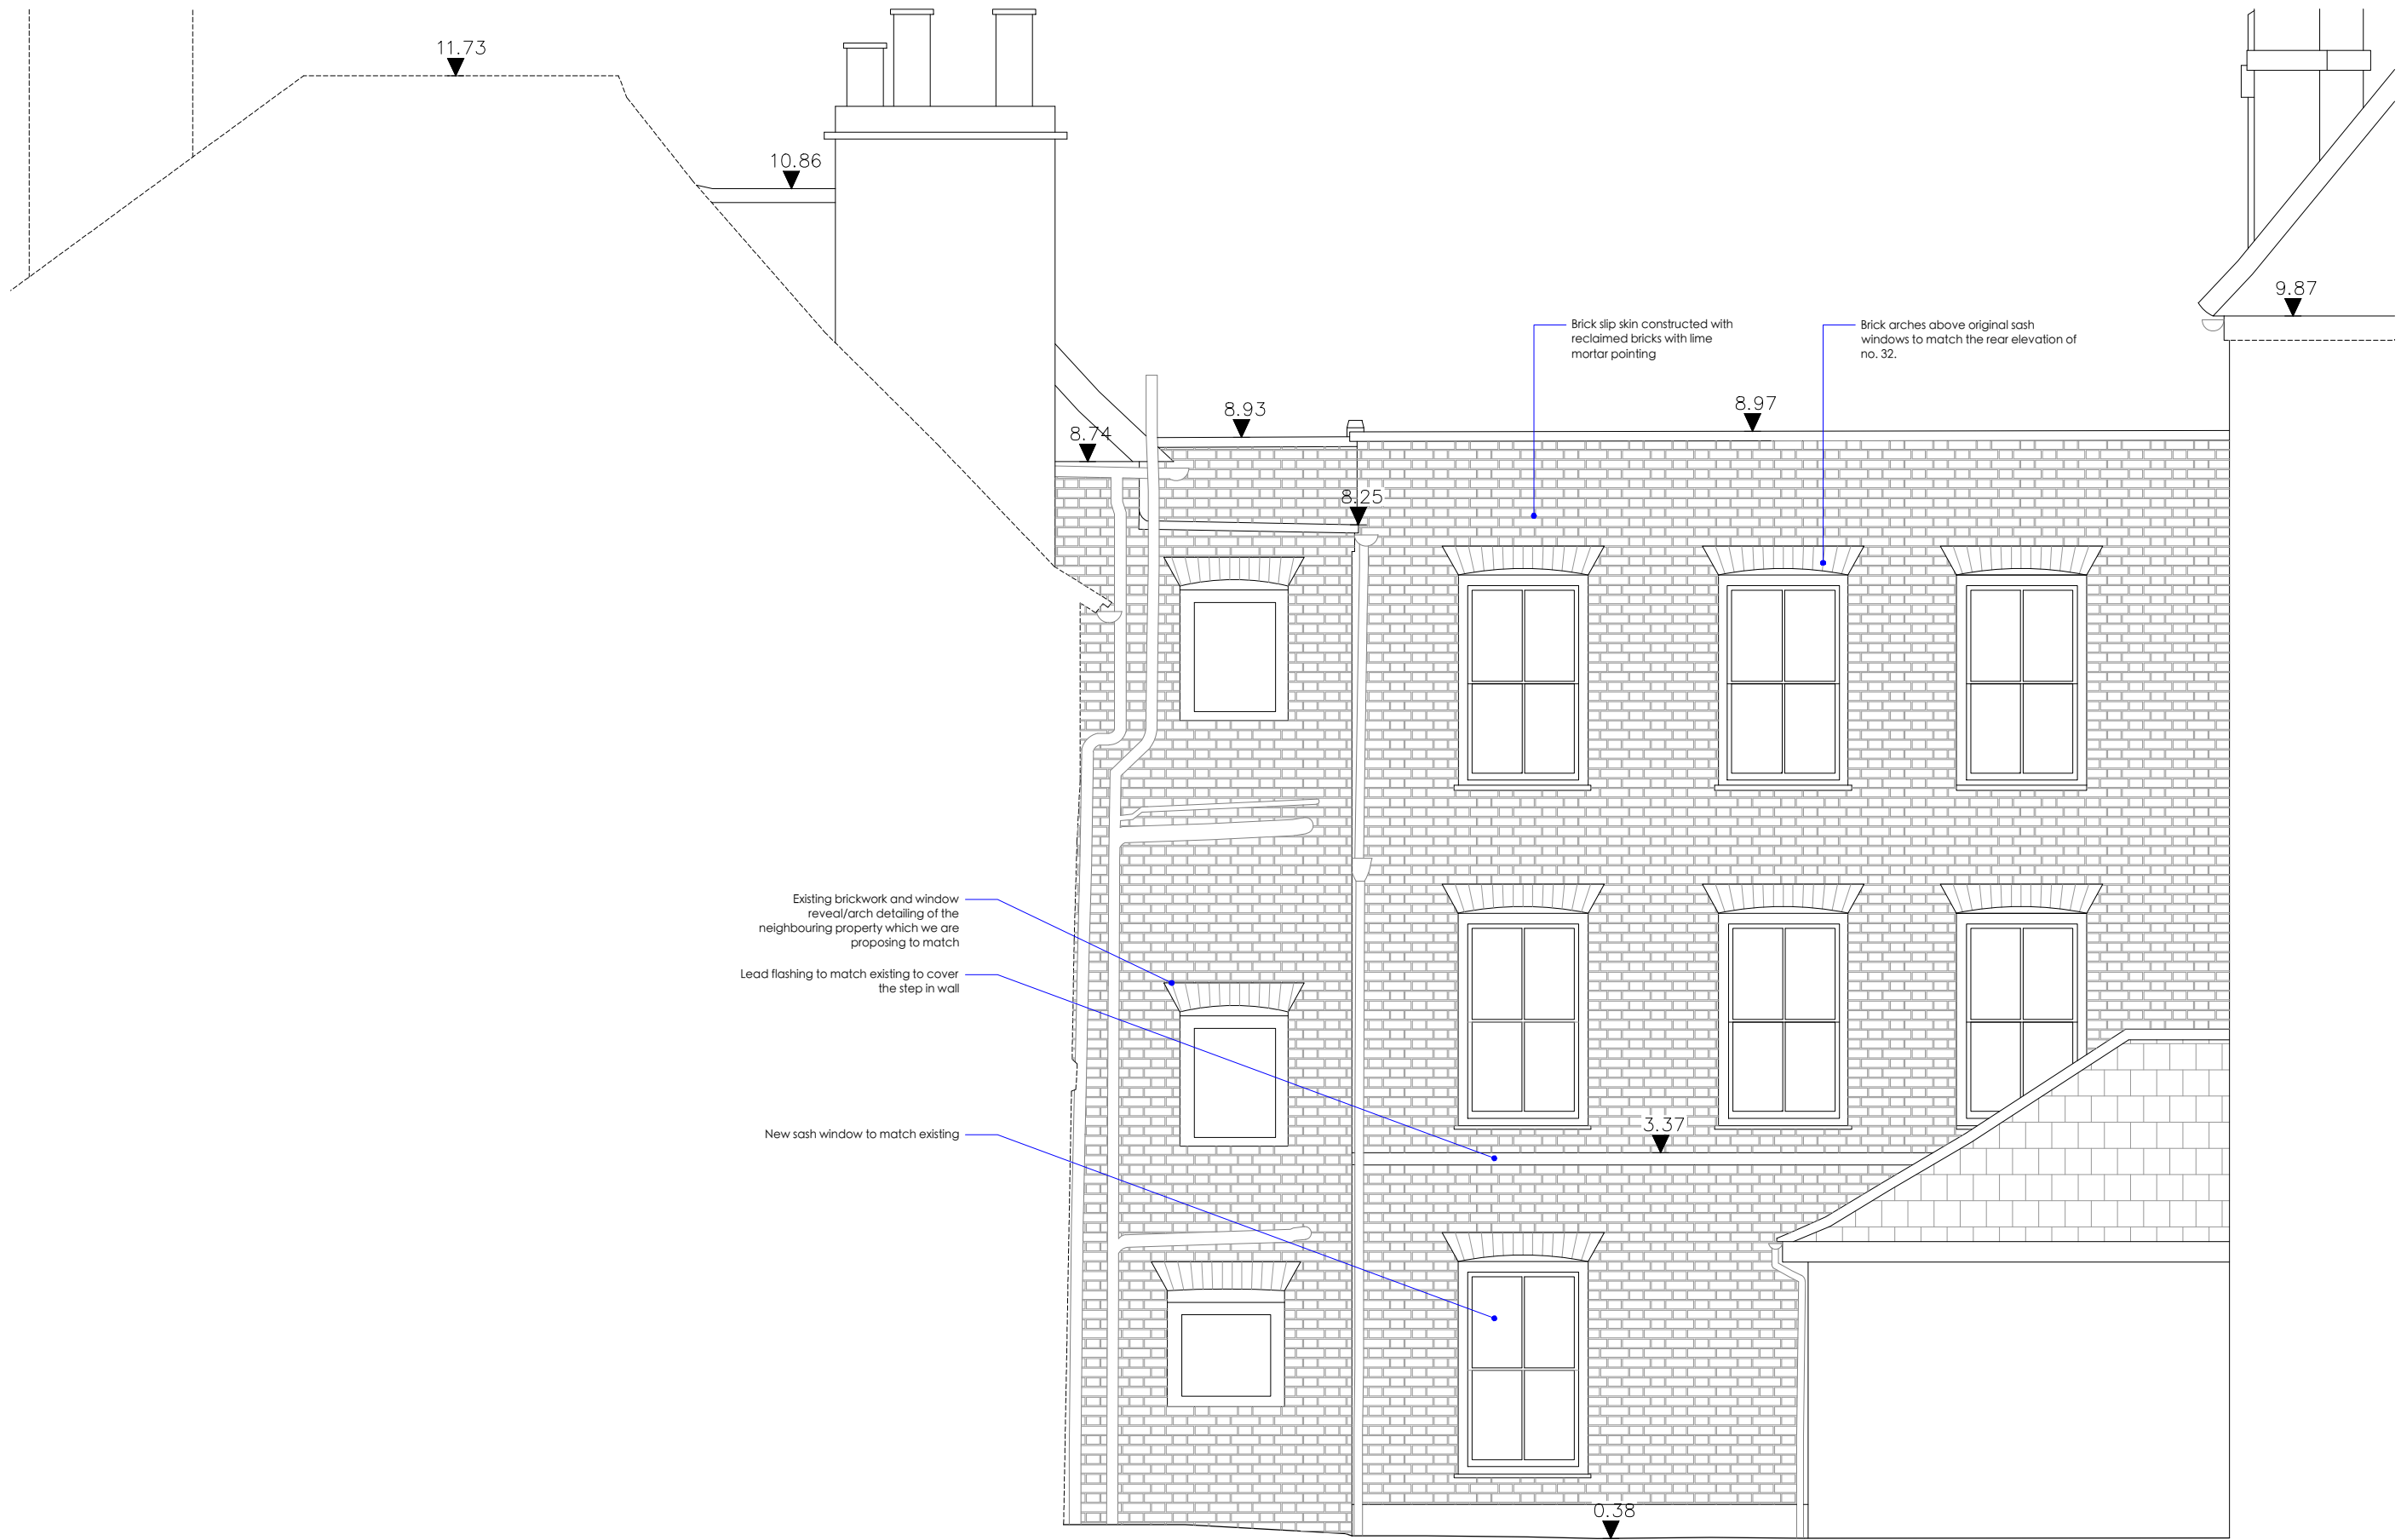 11.73
10.86
9.87
Brick slip skin constructed with
reclaimed bricks with lime
mortar pointing
Brick arches above original sash
windows to match the rear elevation of
no. 32.
8.93
8.97
8.74
8.25
Existing brickwork and window
reveal/arch detailing of the
neighbouring property which we are
proposing to match
Lead flashing to match existing to cover
the step in wall
New sash window to match existing
3.37
0.38